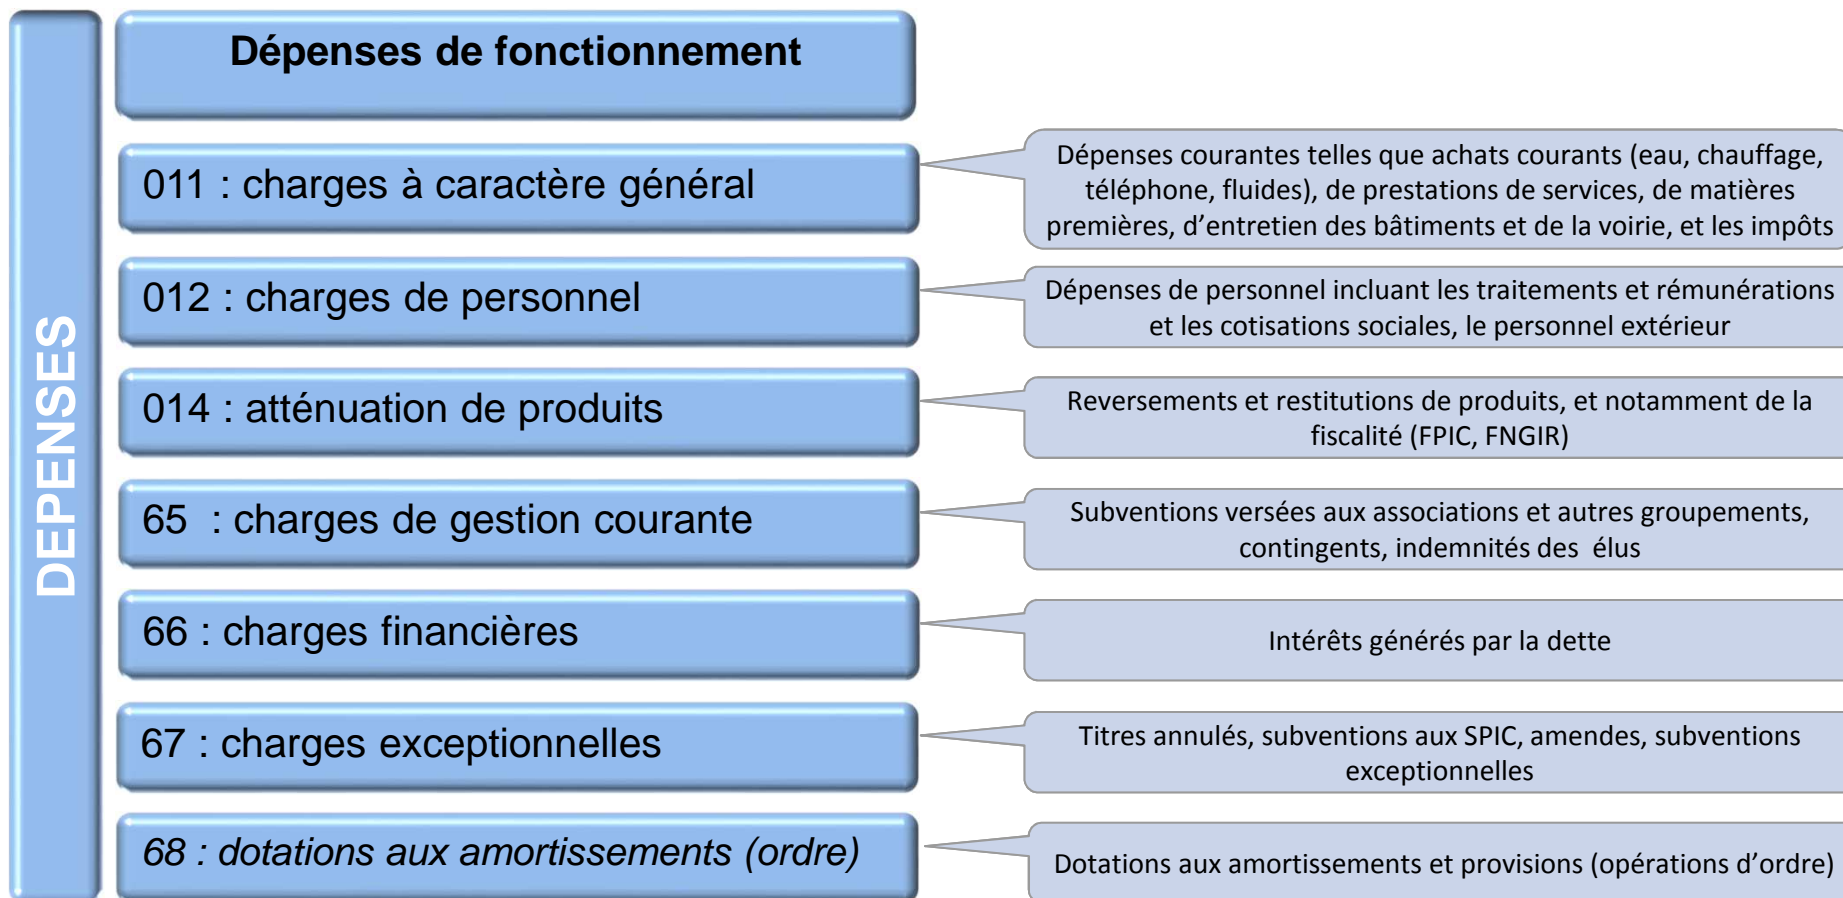 DEPENSES
Dépenses de fonctionnement
011 : charges à caractère général
Dépenses courantes telles que achats courants (eau, chauffage,
téléphone, fluides), de prestations de services, de matières
premières, d’entretien des bâtiments et de la voirie, et les impôts
012 : charges de personnel
Dépenses de personnel incluant les traitements et rémunérations
et les cotisations sociales, le personnel extérieur
014 : atténuation de produits
Reversements et restitutions de produits, et notamment de la
fiscalité (FPIC, FNGIR)
65 : charges de gestion courante
Subventions versées aux associations et autres groupements,
contingents, indemnités des élus
66 : charges financières
Intérêts générés par la dette
67 : charges exceptionnelles
Titres annulés, subventions aux SPIC, amendes, subventions
exceptionnelles
68 : dotations aux amortissements (ordre)
Dotations aux amortissements et provisions (opérations d’ordre)